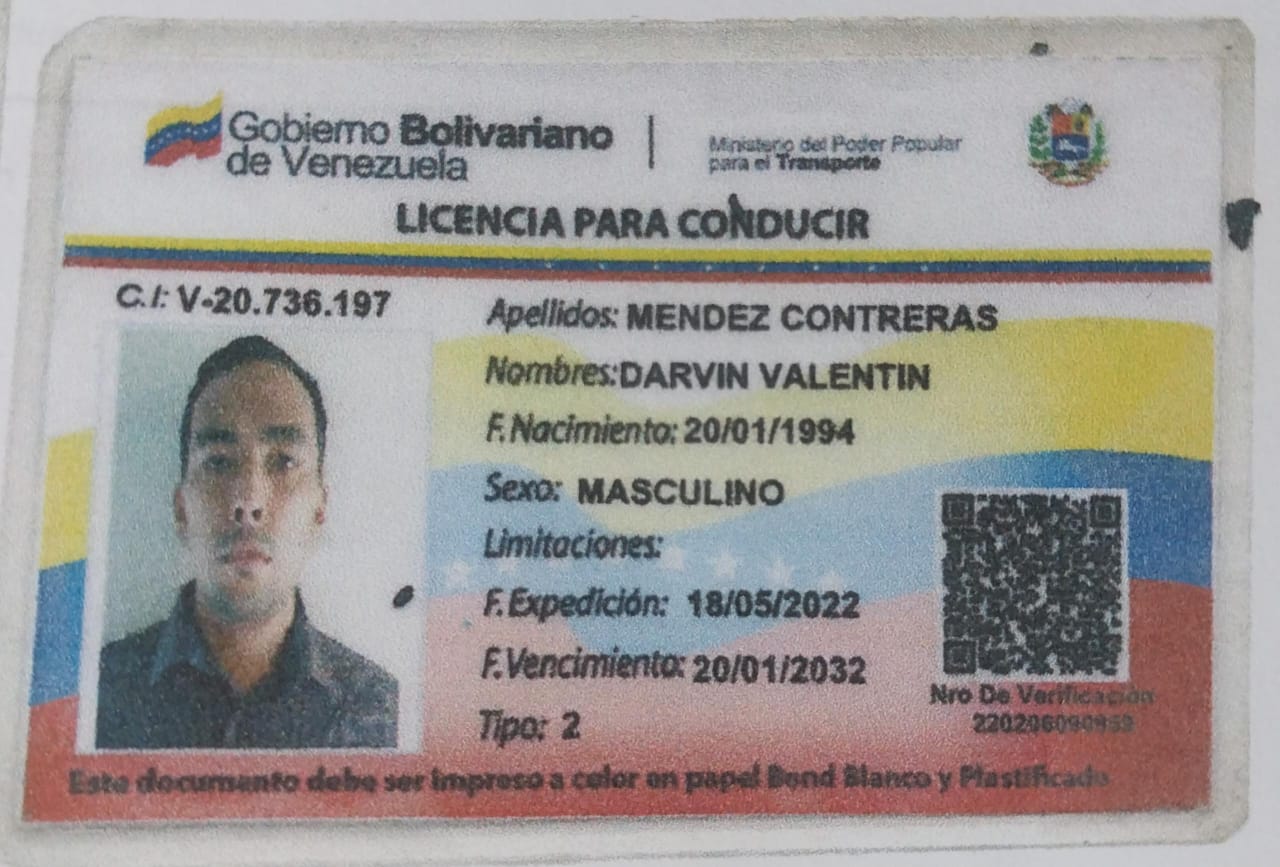 Gobierno Bolivariano
de Venezuela
Ministerio del Poder Popular
para el Transporte
LICENCIA PARA CONDUCIR
C.I: V-20.736.197
Apellidos: MENDEZ CONTRERAS
Nombres:DARVIN VALENTIN
F.Nacimiento: 20/01/1994
Sexo: MASCULINO
Limitaciones:
F.Expedición: 18/05/2022
F.Vencimiento: 20/01/2032
Tipo: 2
Nro De Verificación
Este documento debe ser impreso a color en papel Bond Blanco y Plastificado